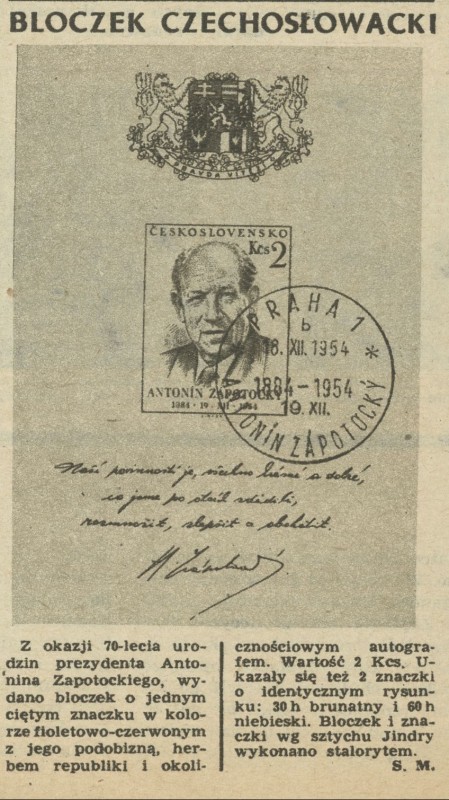 BLOCZEK CZECHOSŁOWACKI
PRAVDA VÍTĚZÍ
ČESKOSLOVENSKO
Kčs 2
ANTONÍN ZÁPOTOCKÝ
1884 · 19 · XII · 1954
PRAHA 1
b
18. XII. 1954
1884 - 1954
19. XII.
ANTONÍN ZÁPOTOCKÝ
Naší povinností je, všechno krásné a dobré,
co jsme po otcích zdědili,
rozmnožit, zlepšit a obohatit.
Z okazji 70-lecia uro-
dzin prezydenta Anto-
nina Zapotockiego, wy-
dano bloczek o jednym
ciętym znaczku w kolo-
rze fioletowo-czerwonym
z jego podobizną, her-
bem republiki i okoli-
cznościowym autogra-
fem. Wartość 2 Kcs. U-
kazały się też 2 znaczki
o identycznym rysun-
ku: 30 h brunatny i 60 h
niebieski. Bloczek i zna-
czki wg sztychu Jindry
wykonano stalorytem.
S. M.